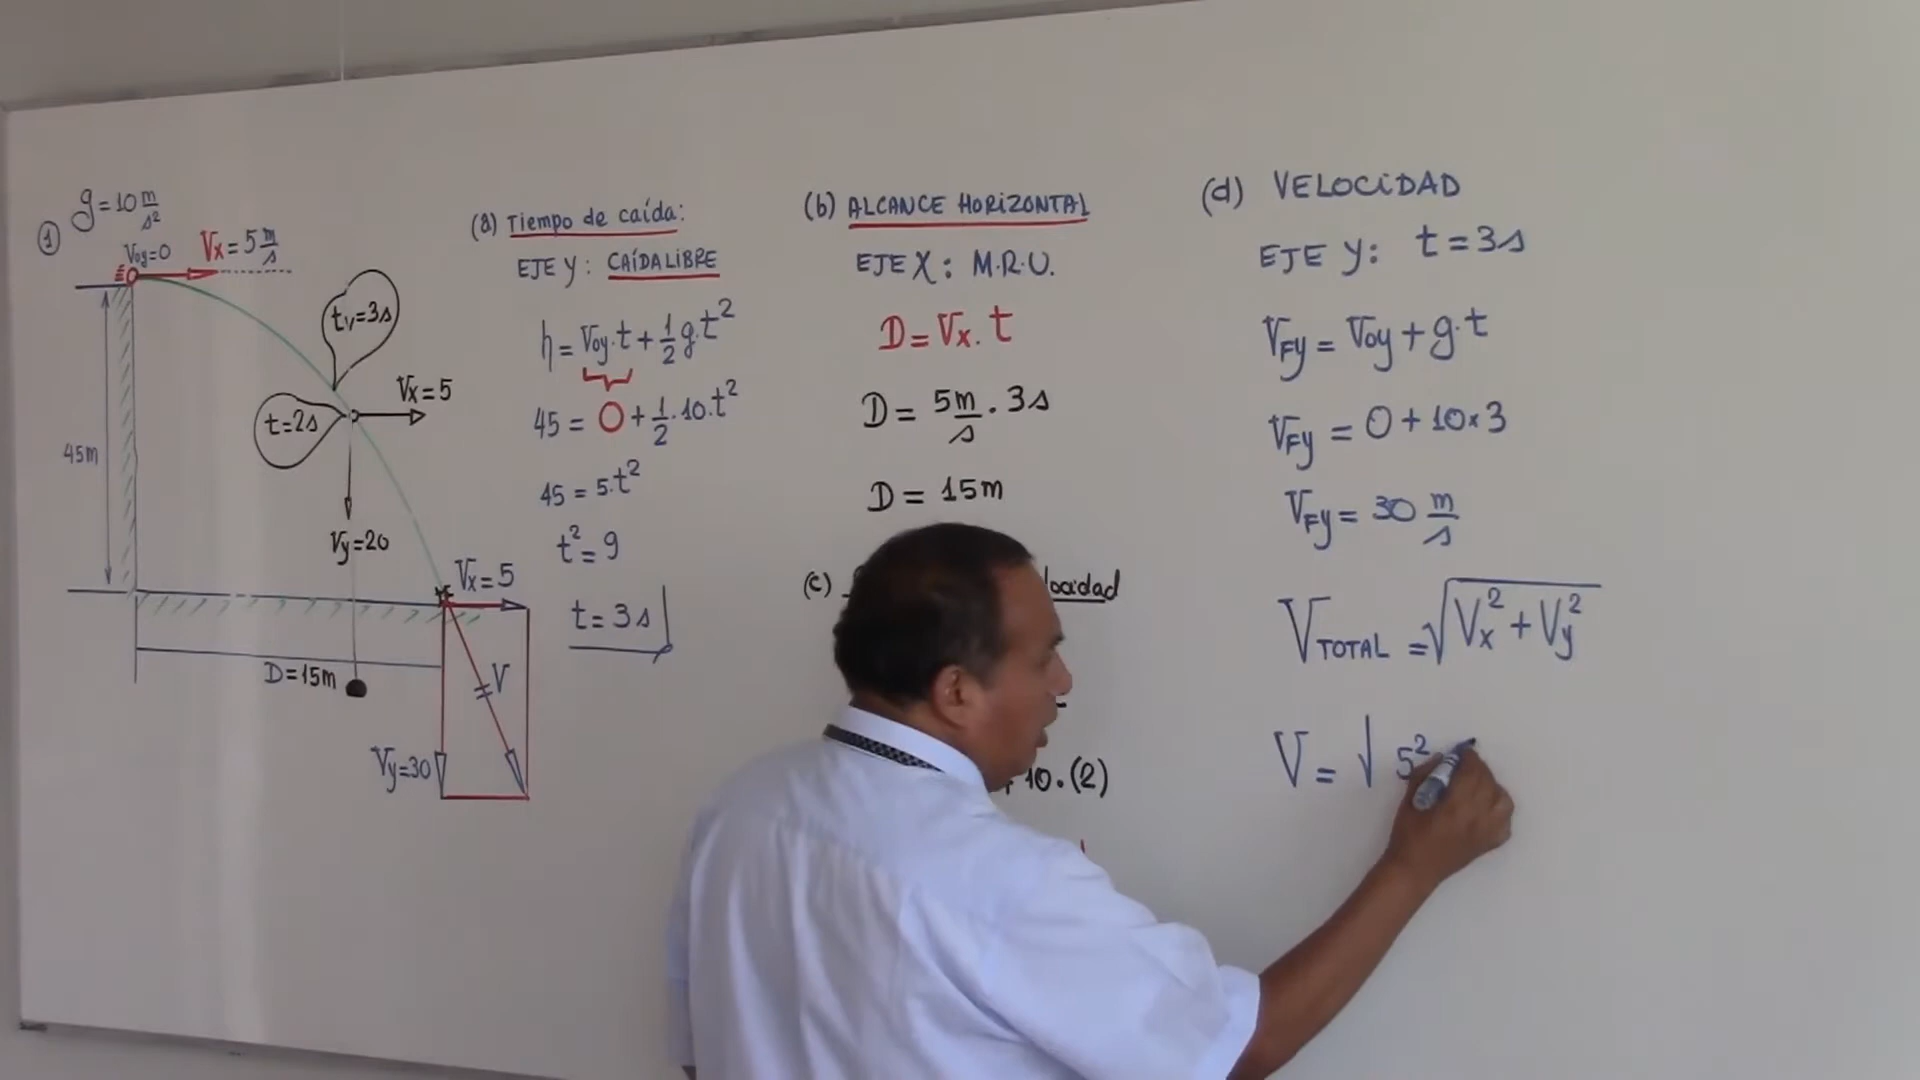 ① g = 10 m/s²
Voy=0 Vx = 5 m/s
tv=3s
Vx = 5
t=2s
45m
Vy=20
Vx = 5
D=15m
V
Vy=30
(a) Tiempo de caída:
EJE Y: CAÍDA LIBRE
h = Voy.t + 1/2 g.t²
45 = 0 + 1/2 . 10.t²
45 = 5.t²
t² = 9
t = 3s
(b) ALCANCE HORIZONTAL
EJE X: M.R.U.
D = Vx . t
D = 5m/s . 3s
D = 15m
(c) locidad
10.(2)
(d) VELOCIDAD
EJE Y: t = 3s
VFy = Voy + g.t
VFy = 0 + 10×3
VFy = 30 m/s
VTOTAL = √Vx² + Vy²
V = √ 5²